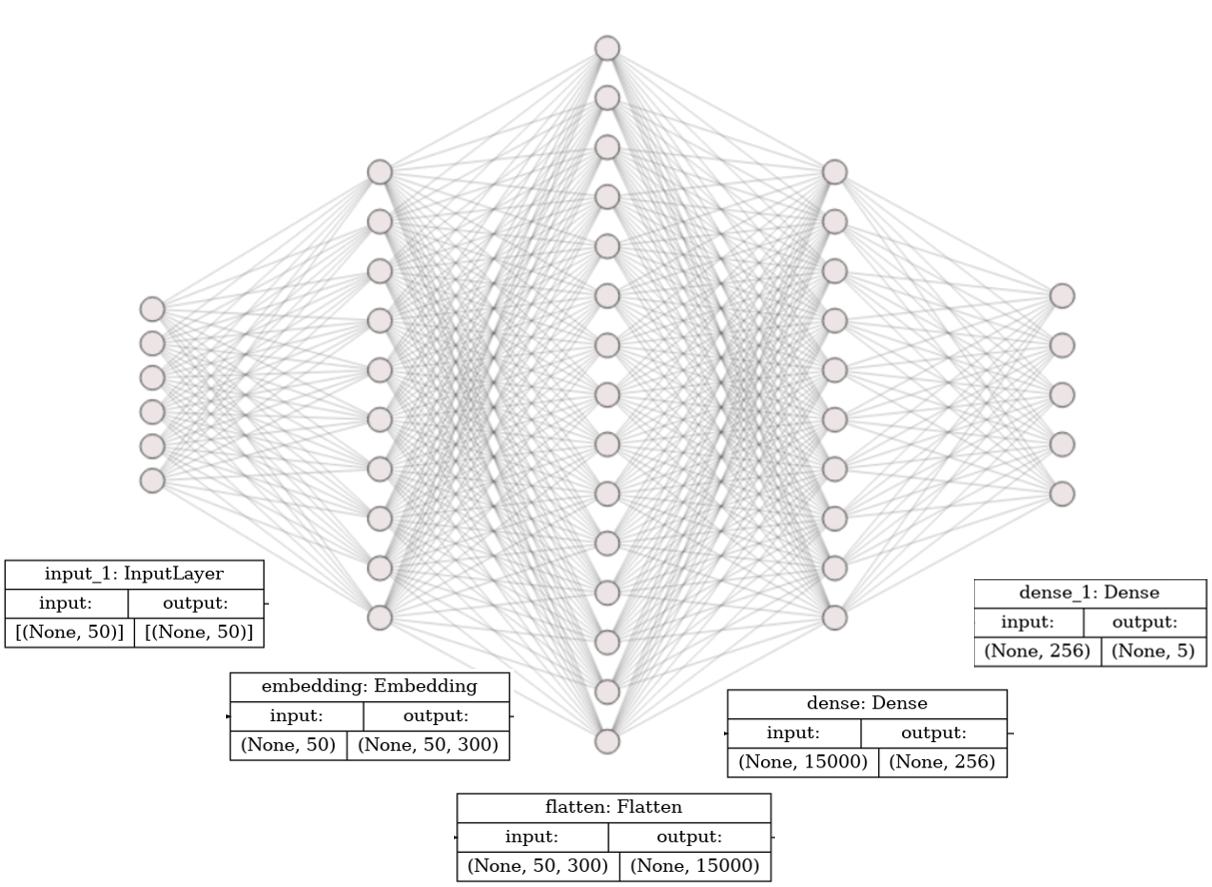 input_1: InputLayer
input: output:
[(None, 50)] [(None, 50)]
embedding: Embedding
input: output:
(None, 50) (None, 50, 300)
flatten: Flatten
input: output:
(None, 50, 300) (None, 15000)
dense: Dense
input: output:
(None, 15000) (None, 256)
dense_1: Dense
input: output:
(None, 256) (None, 5)